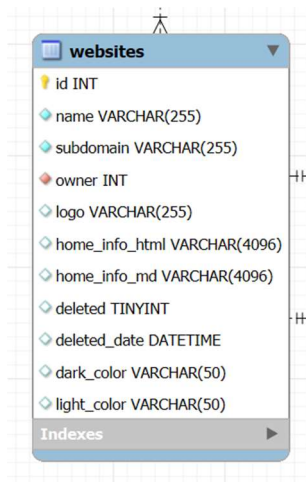 websites
id INT
name VARCHAR(255)
subdomain VARCHAR(255)
owner INT
logo VARCHAR(255)
home_info_html VARCHAR(4096)
home_info_md VARCHAR(4096)
deleted TINYINT
deleted_date DATETIME
dark_color VARCHAR(50)
light_color VARCHAR(50)
Indexes